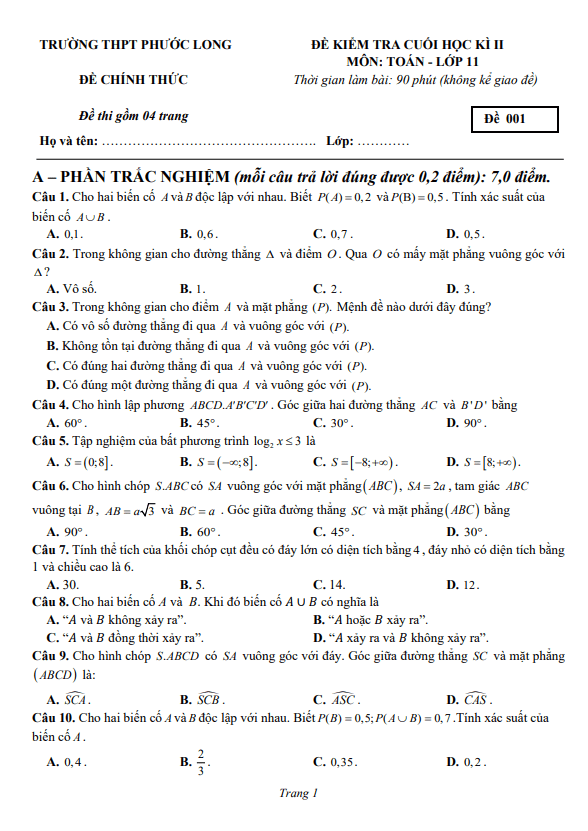 TRƯỜNG THPT PHƯỚC LONG
ĐỀ CHÍNH THỨC
Đề thi gồm 04 trang
ĐỀ KIỂM TRA CUỐI HỌC KÌ II
MÔN: TOÁN - LỚP 11
Thời gian làm bài: 90 phút (không kể giao đề)
Đề 001
Họ và tên: …………………………………………. Lớp: …………
A – PHẦN TRẮC NGHIỆM (mỗi câu trả lời đúng được 0,2 điểm): 7,0 điểm.
Câu 1. Cho hai biến cố A và B độc lập với nhau. Biết P(A) = 0,2 và P(B) = 0,5 . Tính xác suất của
biến cố A ∪ B .
A. 0,1. B. 0,6 . C. 0,7 . D. 0,5 .
Câu 2. Trong không gian cho đường thẳng Δ và điểm O . Qua O có mấy mặt phẳng vuông góc với
Δ ?
A. Vô số. B. 1. C. 2 . D. 3 .
Câu 3. Trong không gian cho điểm A và mặt phẳng (P). Mệnh đề nào dưới đây đúng?
A. Có vô số đường thẳng đi qua A và vuông góc với (P).
B. Không tồn tại đường thẳng đi qua A và vuông góc với (P).
C. Có đúng hai đường thẳng đi qua A và vuông góc với (P).
D. Có đúng một đường thẳng đi qua A và vuông góc với (P).
Câu 4. Cho hình lập phương ABCD.A'B'C'D' . Góc giữa hai đường thẳng AC và B'D' bằng
A. 60° . B. 45° . C. 30° . D. 90° .
Câu 5. Tập nghiệm của bất phương trình log₂ x ≤ 3 là
A. S = (0;8] . B. S = (−∞;8] . C. S = [−8;+∞) . D. S = [8;+∞) .
Câu 6. Cho hình chóp S.ABC có SA vuông góc với mặt phẳng (ABC) , SA = 2a , tam giác ABC
vuông tại B , AB = a√3 và BC = a . Góc giữa đường thẳng SC và mặt phẳng (ABC) bằng
A. 90° . B. 60° . C. 45° . D. 30° .
Câu 7. Tính thể tích của khối chóp cụt đều có đáy lớn có diện tích bằng 4 , đáy nhỏ có diện tích bằng
1 và chiều cao là 6.
A. 30. B. 5. C. 14. D. 12 .
Câu 8. Cho hai biến cố A và B. Khi đó biến cố A ∪ B có nghĩa là
A. “A và B không xảy ra”. B. “A hoặc B xảy ra”.
C. “A và B đồng thời xảy ra”. D. “A xảy ra và B không xảy ra”.
Câu 9. Cho hình chóp S.ABCD có SA vuông góc với đáy. Góc giữa đường thẳng SC và mặt phẳng
(ABCD) là:
A. \widehat{SCA} . B. \widehat{SCB} . C. \widehat{ASC} . D. \widehat{CAS} .
Câu 10. Cho hai biến cố A và B độc lập với nhau. Biết P(B) = 0,5; P(A ∪ B) = 0,7 .Tính xác suất của
biến cố A .
A. 0,4 . B. 2/3 . C. 0,35 . D. 0,2 .
Trang 1